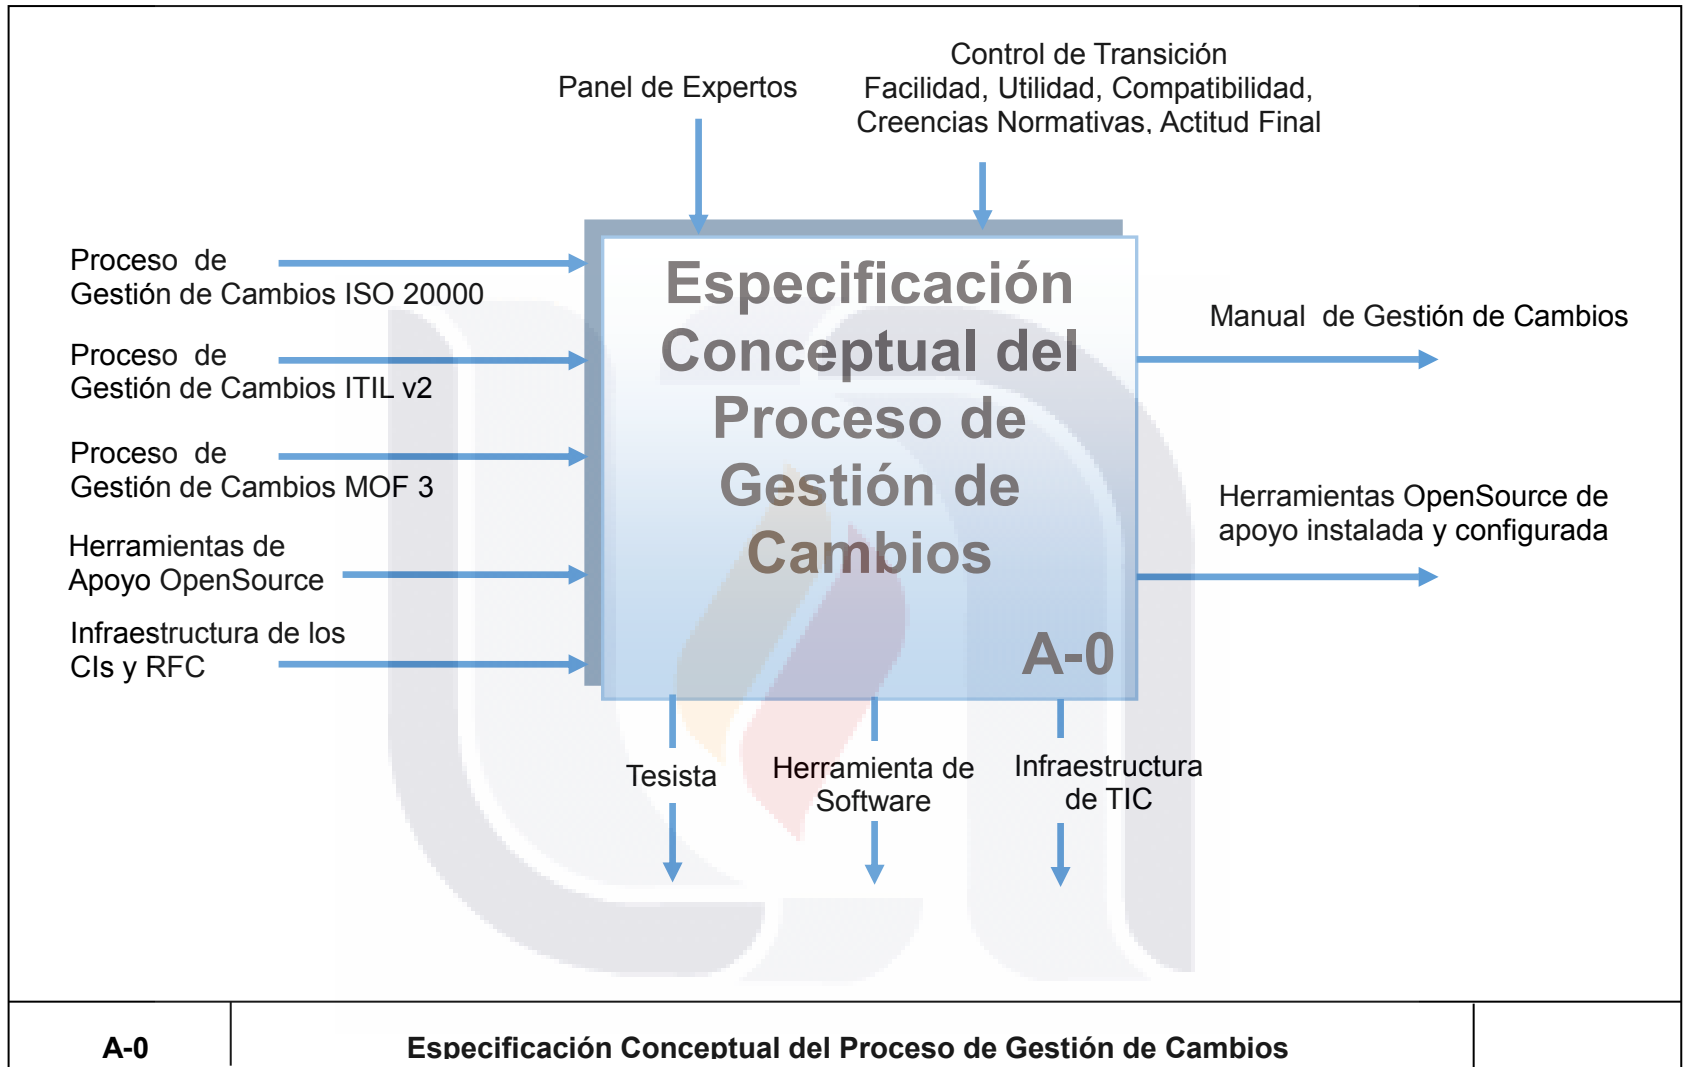 Control de Transición
Facilidad, Utilidad, Compatibilidad,
Creencias Normativas, Actitud Final
Panel de Expertos
Proceso de
Gestión de Cambios ISO 20000
Proceso de
Gestión de Cambios ITIL v2
Proceso de
Gestión de Cambios MOF 3
Herramientas de
Apoyo OpenSource
Infraestructura de los
CIs y RFC
Especificación
Conceptual del
Proceso de
Gestión de
Cambios
A-0
Manual de Gestión de Cambios
Herramientas OpenSource de
apoyo instalada y configurada
Tesista
Herramienta de
Software
Infraestructura
de TIC
A-0
Especificación Conceptual del Proceso de Gestión de Cambios